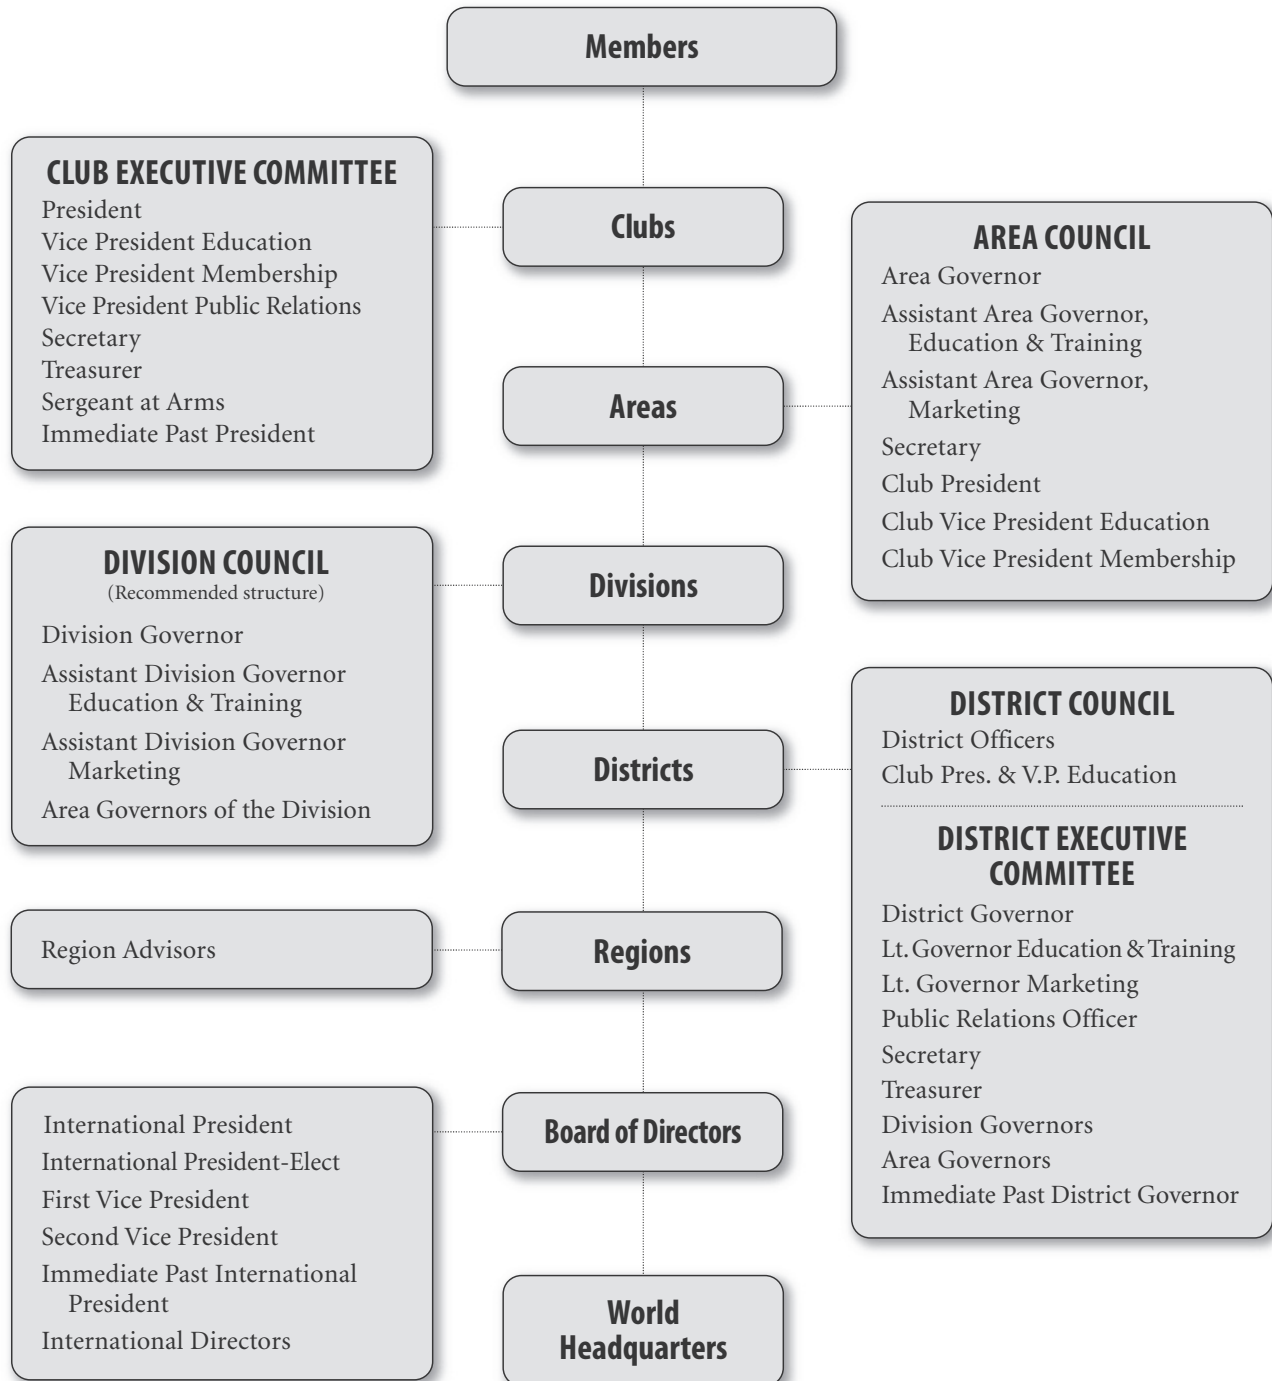 Members
CLUB EXECUTIVE COMMITTEE
President
Vice President Education
Vice President Membership
Vice President Public Relations
Secretary
Treasurer
Sergeant at Arms
Immediate Past President
Clubs
AREA COUNCIL
Area Governor
Assistant Area Governor,
Education & Training
Assistant Area Governor,
Marketing
Secretary
Club President
Club Vice President Education
Club Vice President Membership
Areas
DIVISION COUNCIL
(Recommended structure)
Division Governor
Assistant Division Governor
Education & Training
Assistant Division Governor
Marketing
Area Governors of the Division
Divisions
DISTRICT COUNCIL
District Officers
Club Pres. & V.P. Education
DISTRICT EXECUTIVE
COMMITTEE
District Governor
Lt. Governor Education & Training
Lt. Governor Marketing
Public Relations Officer
Secretary
Treasurer
Division Governors
Area Governors
Immediate Past District Governor
Districts
Region Advisors
Regions
International President
International President-Elect
First Vice President
Second Vice President
Immediate Past International
President
International Directors
Board of Directors
World
Headquarters